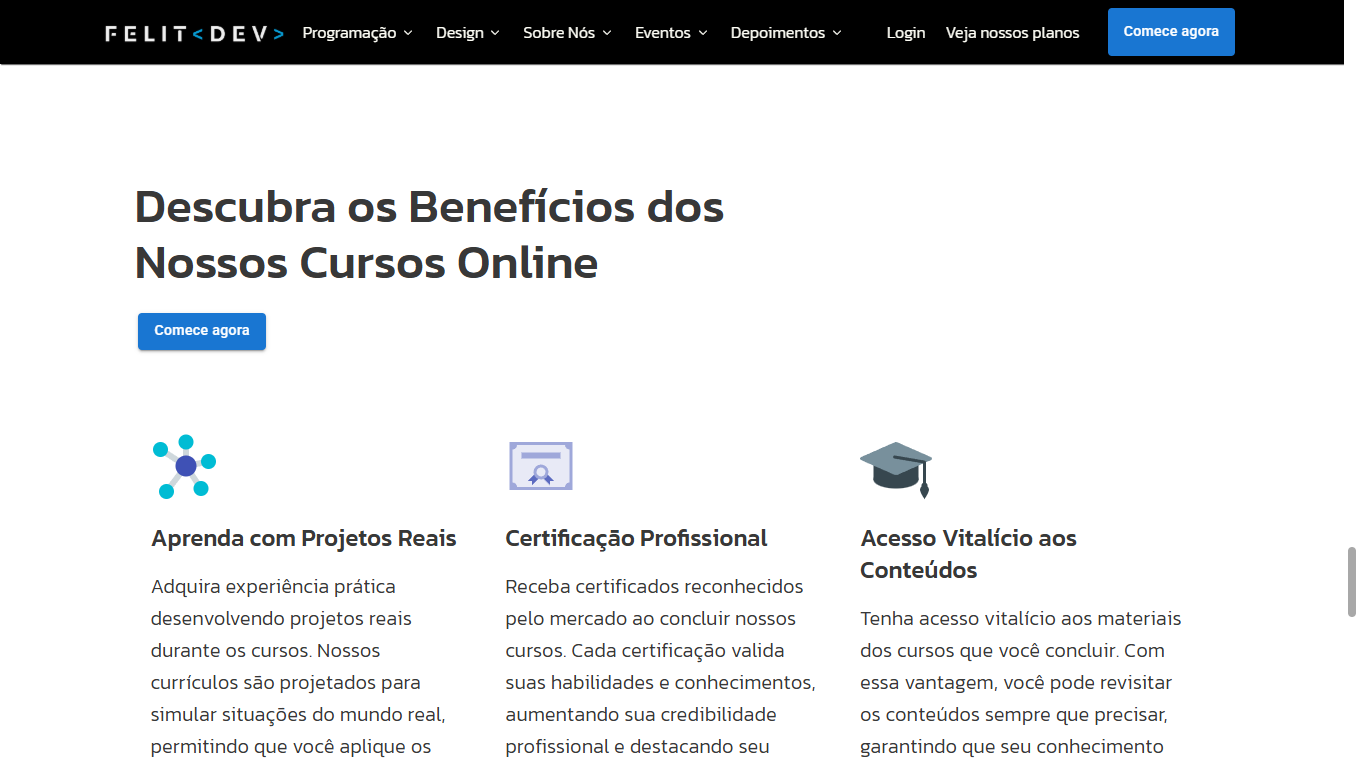 FELIT<DEV> Programação Design Sobre Nós Eventos Depoimentos Login Veja nossos planos Comece agora
Descubra os Benefícios dos
Nossos Cursos Online
Comece agora
Aprenda com Projetos Reais
Adquira experiência prática
desenvolvendo projetos reais
durante os cursos. Nossos
currículos são projetados para
simular situações do mundo real,
permitindo que você aplique os
Certificação Profissional
Receba certificados reconhecidos
pelo mercado ao concluir nossos
cursos. Cada certificação valida
suas habilidades e conhecimentos,
aumentando sua credibilidade
profissional e destacando seu
Acesso Vitalício aos
Conteúdos
Tenha acesso vitalício aos materiais
dos cursos que você concluir. Com
essa vantagem, você pode revisitar
os conteúdos sempre que precisar,
garantindo que seu conhecimento